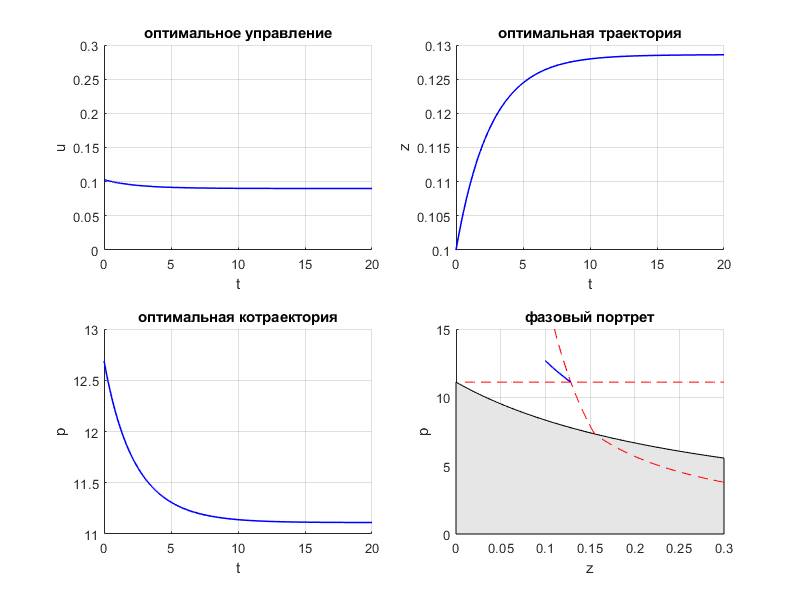 оптимальное управление
0.3
0.25
0.2
0.15
0.1
0.05
0
u
0 5 10 15 20
t
оптимальная траектория
0.13
0.125
0.12
0.115
0.11
0.105
0.1
z
0 5 10 15 20
t
оптимальная котраектория
13
12.5
12
11.5
11
p
0 5 10 15 20
t
фазовый портрет
15
10
5
0
p
0 0.05 0.1 0.15 0.2 0.25 0.3
z